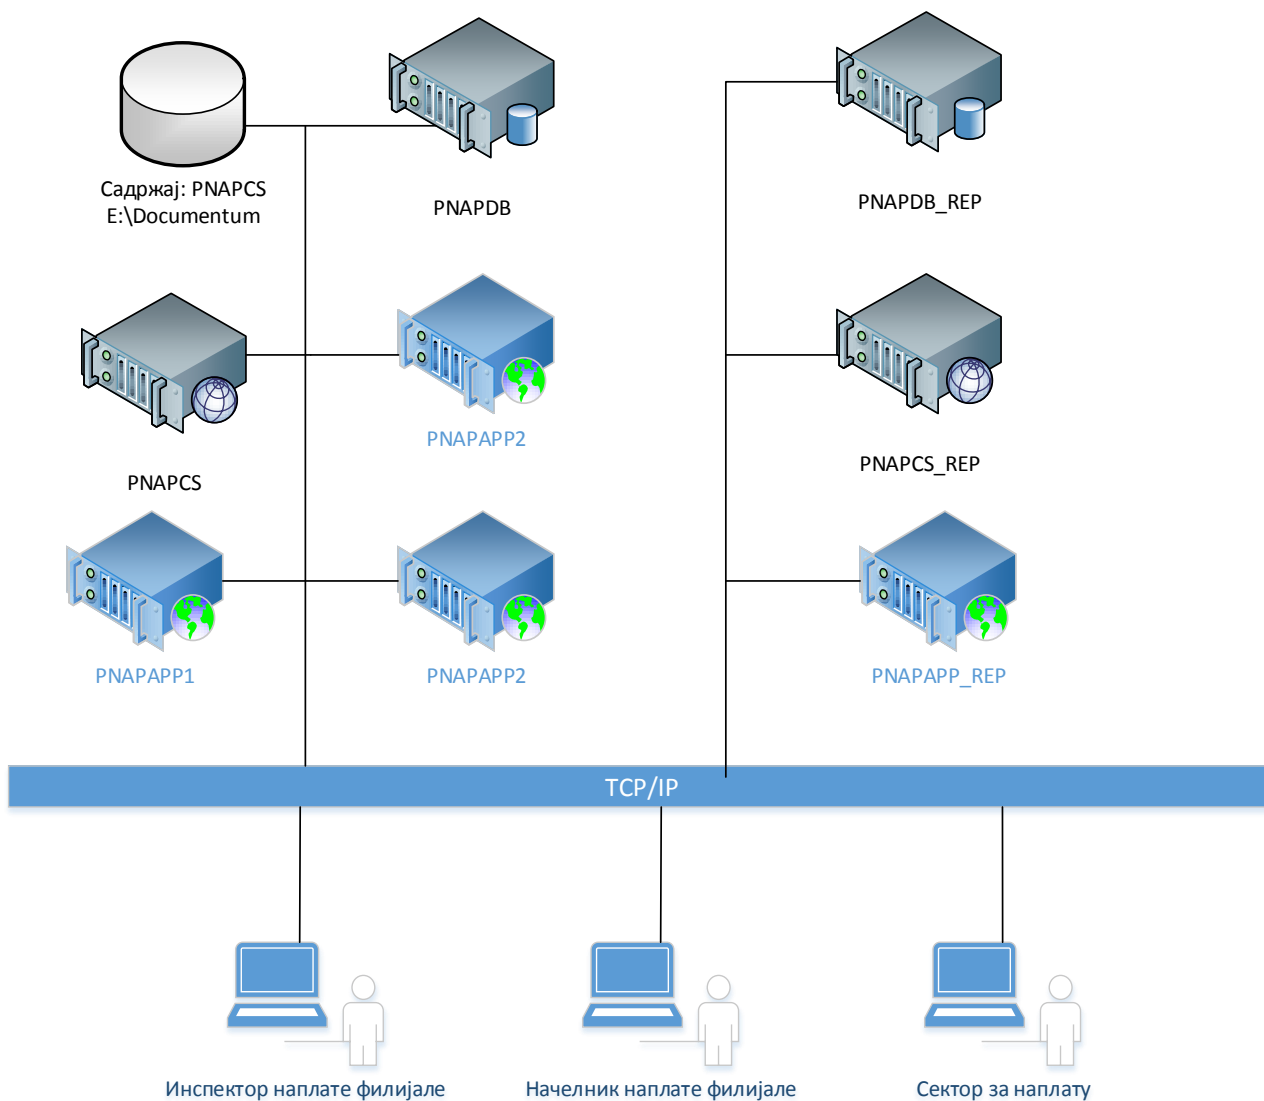 Садржај: PNAPCS
E:\Documentum
PNAPDB
PNAPDB_REP
PNAPAPP2
PNAPCS
PNAPCS_REP
PNAPAPP1
PNAPAPP2
PNAPAPP_REP
TCP/IP
Инспектор наплате филијале
Начелник наплате филијале
Сектор за наплату